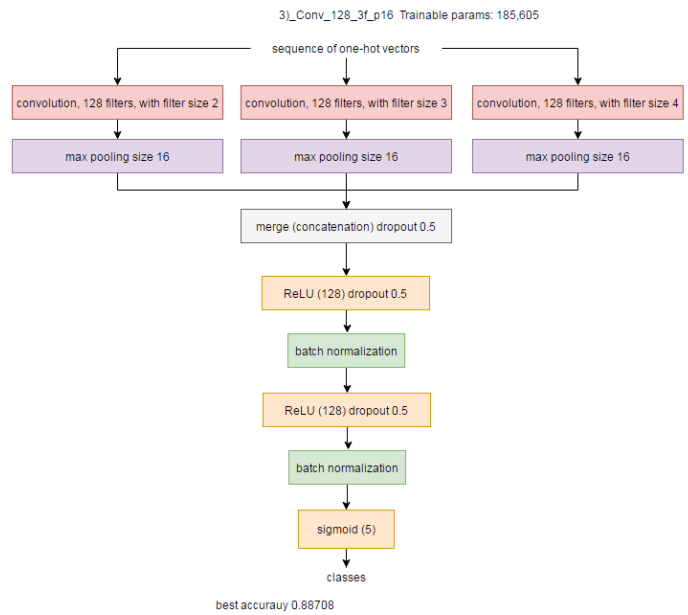 3)_Conv_128_3f_p16 Trainable params: 185,605
sequence of one-hot vectors
convolution, 128 filters, with filter size 2
convolution, 128 filters, with filter size 3
convolution, 128 filters, with filter size 4
max pooling size 16
max pooling size 16
max pooling size 16
merge (concatenation) dropout 0.5
ReLU (128) dropout 0.5
batch normalization
ReLU (128) dropout 0.5
batch normalization
sigmoid (5)
classes
best accurauy 0.88708